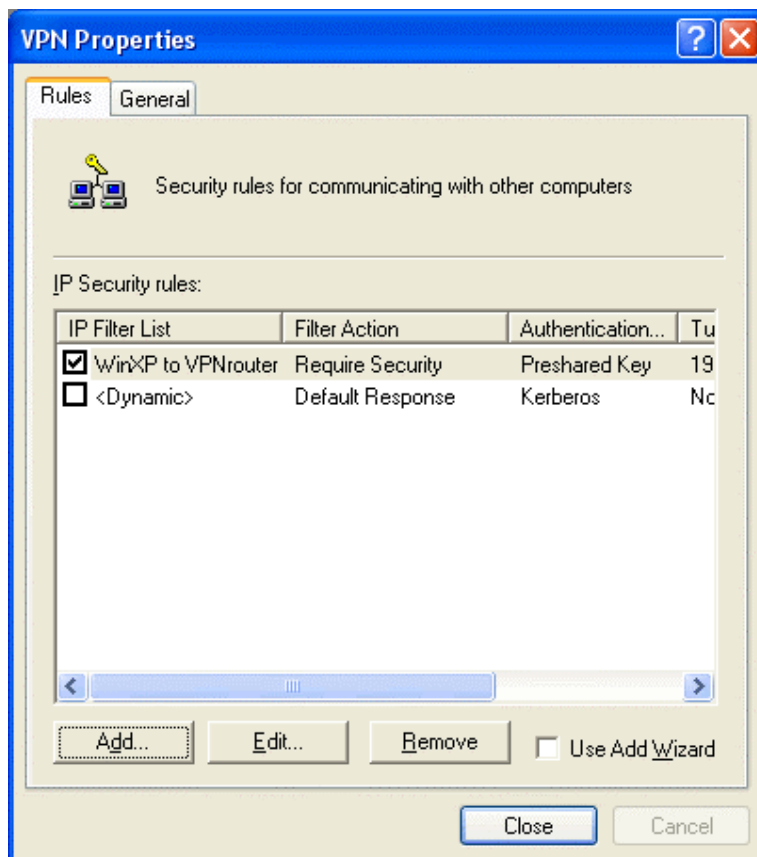 VPN Properties
Rules General
Security rules for communicating with other computers
IP Security rules:
IP Filter List Filter Action Authentication... Tu
WinXP to VPNrouter Require Security Preshared Key 19
<Dynamic> Default Response Kerberos No
Add... Edit... Remove Use Add Wizard
Close Cancel